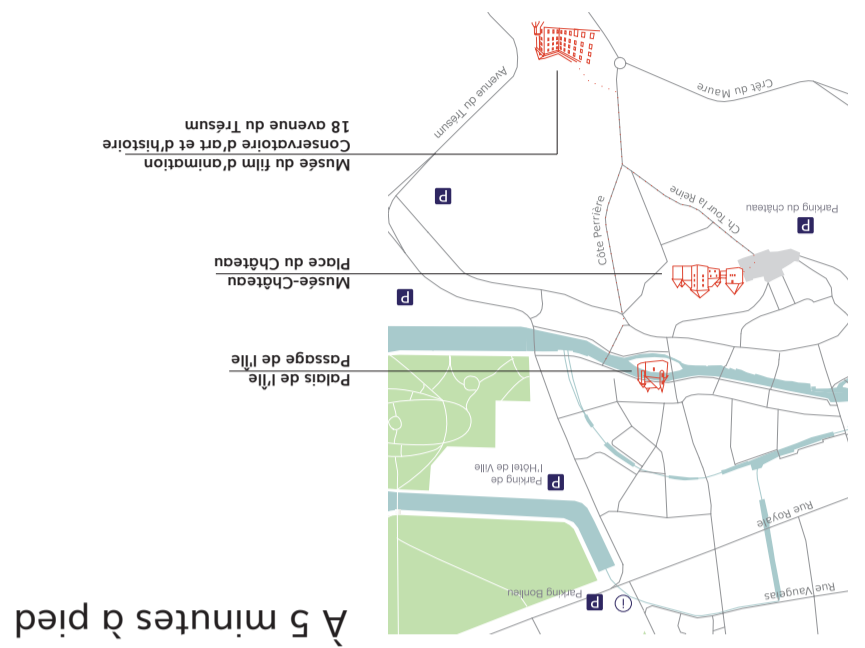 À 5 minutes à pied
Rue Vaugelas
i
P
Parking Bonlieu
Rue Royale
P
Parking de
l'Hôtel de Ville
Palais de l'Île
Passage de l'Île
P
Musée-Château
Place du Château
P
Parking du château
Ch. Tour la Reine
Côte Perrière
P
Musée du film d'animation
Conservatoire d'art et d'histoire
18 avenue du Trésum
Crêt du Maure
Avenue du Trésum